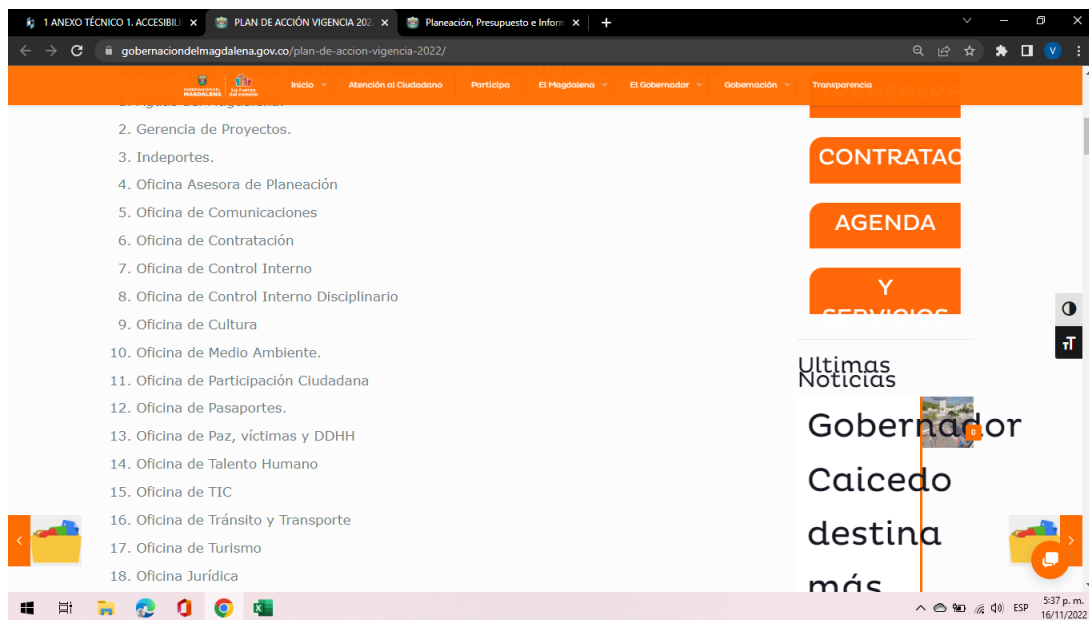 1 ANEXO TÉCNICO 1. ACCESIBILI
PLAN DE ACCIÓN VIGENCIA 202
Planeación, Presupuesto e Inform
gobernaciondelmagdalena.gov.co/plan-de-accion-vigencia-2022/
V
MAGDALENA
Inicio
Atención al Ciudadano
Participa
El Magdalena
El Gobernador
Gobernación
Transparencia
2. Gerencia de Proyectos.
3. Indeportes.
4. Oficina Asesora de Planeación
5. Oficina de Comunicaciones
6. Oficina de Contratación
7. Oficina de Control Interno
8. Oficina de Control Interno Disciplinario
9. Oficina de Cultura
10. Oficina de Medio Ambiente.
11. Oficina de Participación Ciudadana
12. Oficina de Pasaportes.
13. Oficina de Paz, víctimas y DDHH
14. Oficina de Talento Humano
15. Oficina de TIC
16. Oficina de Tránsito y Transporte
17. Oficina de Turismo
18. Oficina Jurídica
CONTRATAC
AGENDA
Y
SERVICIOS
Ultimas
Noticias
Gobernador
0
Caicedo
destina
más
ESP
5:37 p. m.
16/11/2022